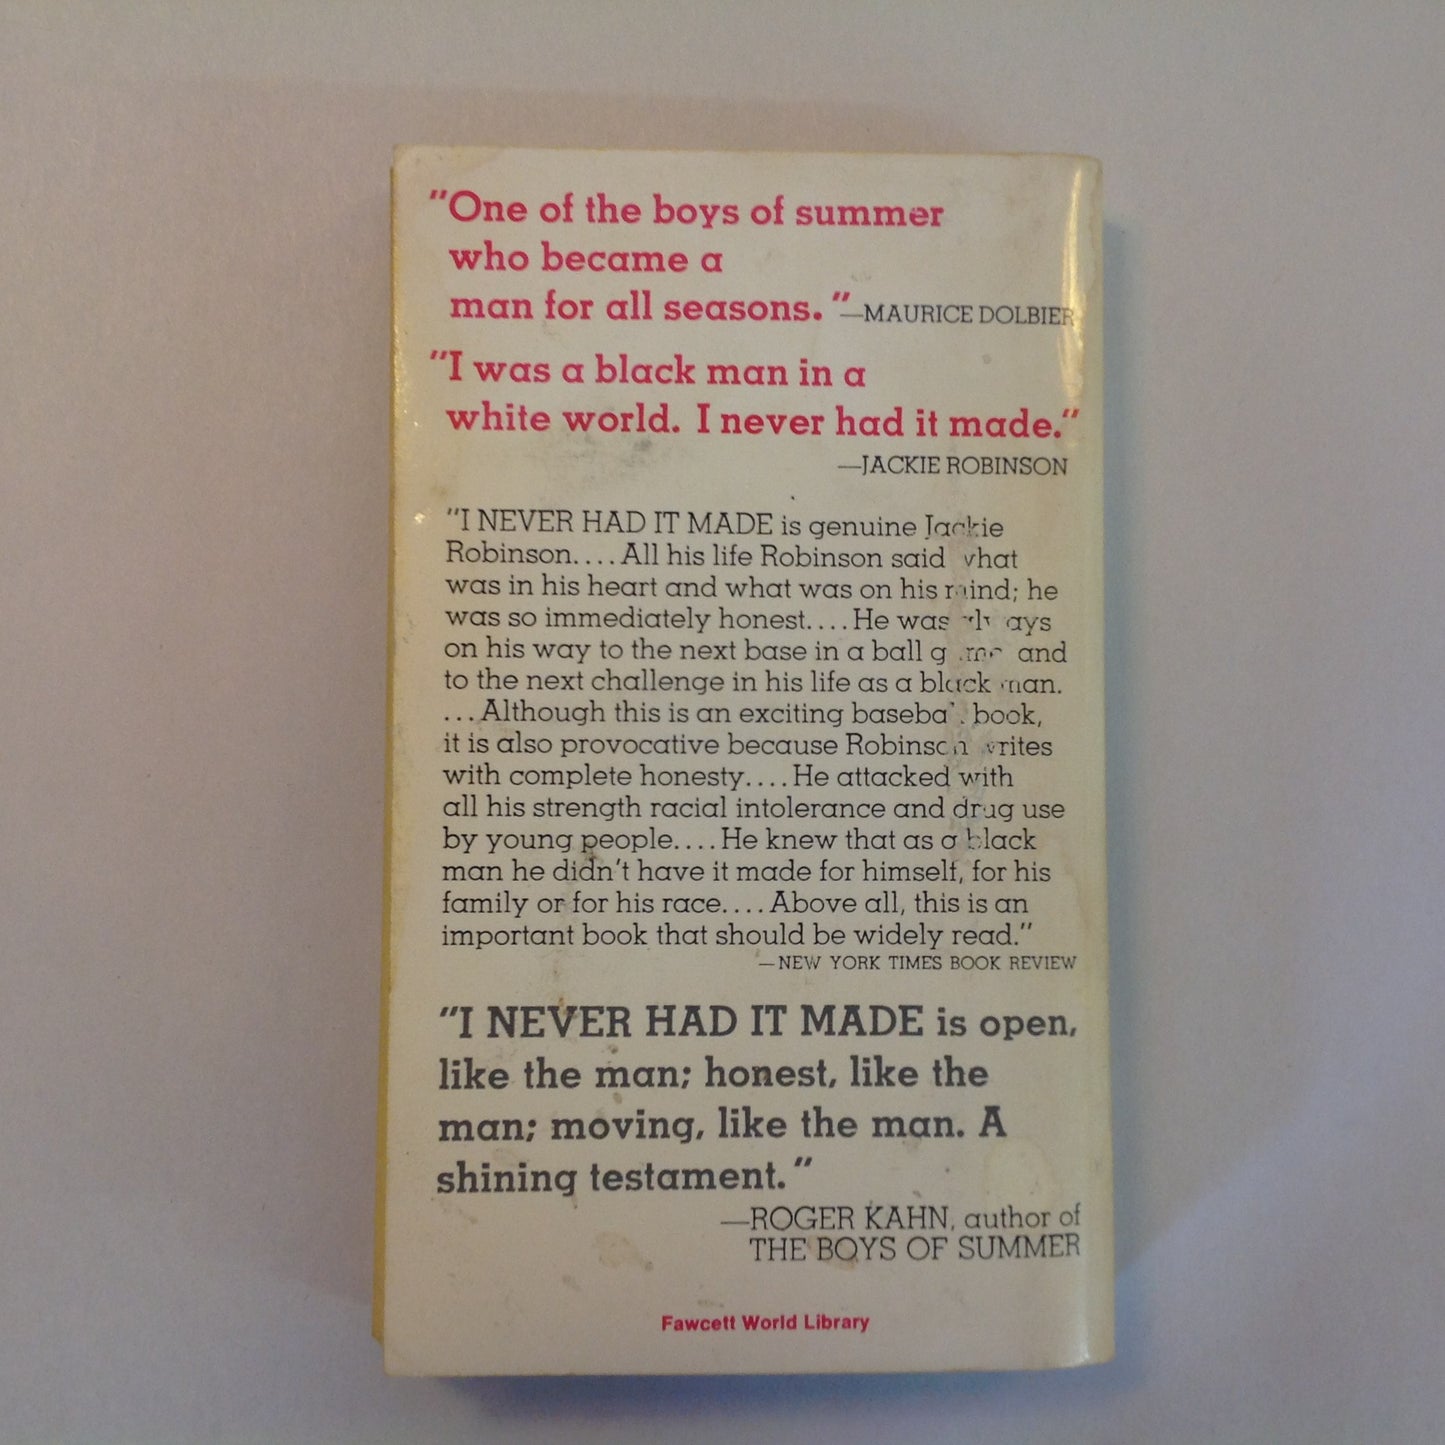 "One of the boys of summer
who became a
man for all seasons."—MAURICE DOLBIER
"I was a black man in a
white world. I never had it made."
—JACKIE ROBINSON
"I NEVER HAD IT MADE is genuine Jackie
Robinson....All his life Robinson said what
was in his heart and what was on his mind; he
was so immediately honest....He was always
on his way to the next base in a ball game and
to the next challenge in his life as a black man.
...Although this is an exciting baseball book,
it is also provocative because Robinson writes
with complete honesty....He attacked with
all his strength racial intolerance and drug use
by young people....He knew that as a black
man he didn't have it made for himself, for his
family or for his race....Above all, this is an
important book that should be widely read."
—NEW YORK TIMES BOOK REVIEW
"I NEVER HAD IT MADE is open,
like the man; honest, like the
man; moving, like the man. A
shining testament."
—ROGER KAHN, author of
THE BOYS OF SUMMER
Fawcett World Library